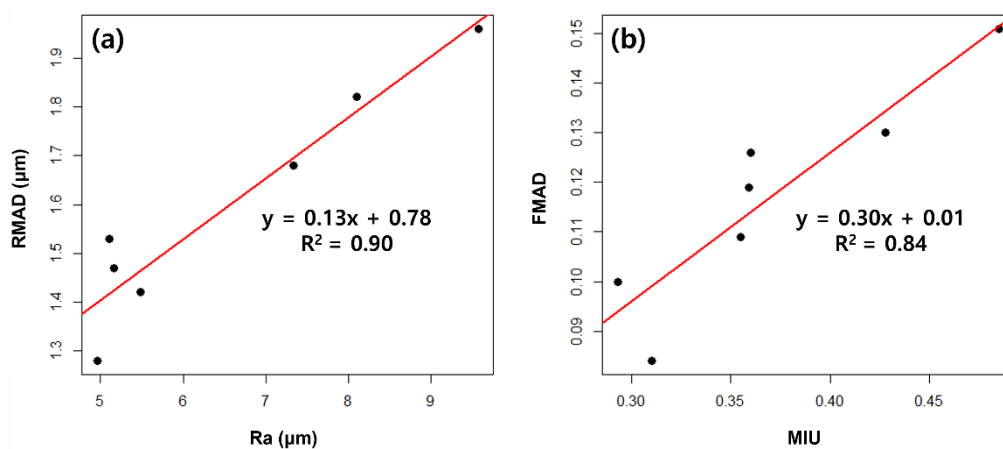 (a)
RMAD (μm)
1.9
1.8
1.7
1.6
1.5
1.4
1.3
y = 0.13x + 0.78
R² = 0.90
5 6 7 8 9
Ra (μm)
(b)
FMAD
0.15
0.14
0.13
0.12
0.11
0.10
0.09
y = 0.30x + 0.01
R² = 0.84
0.30 0.35 0.40 0.45
MIU